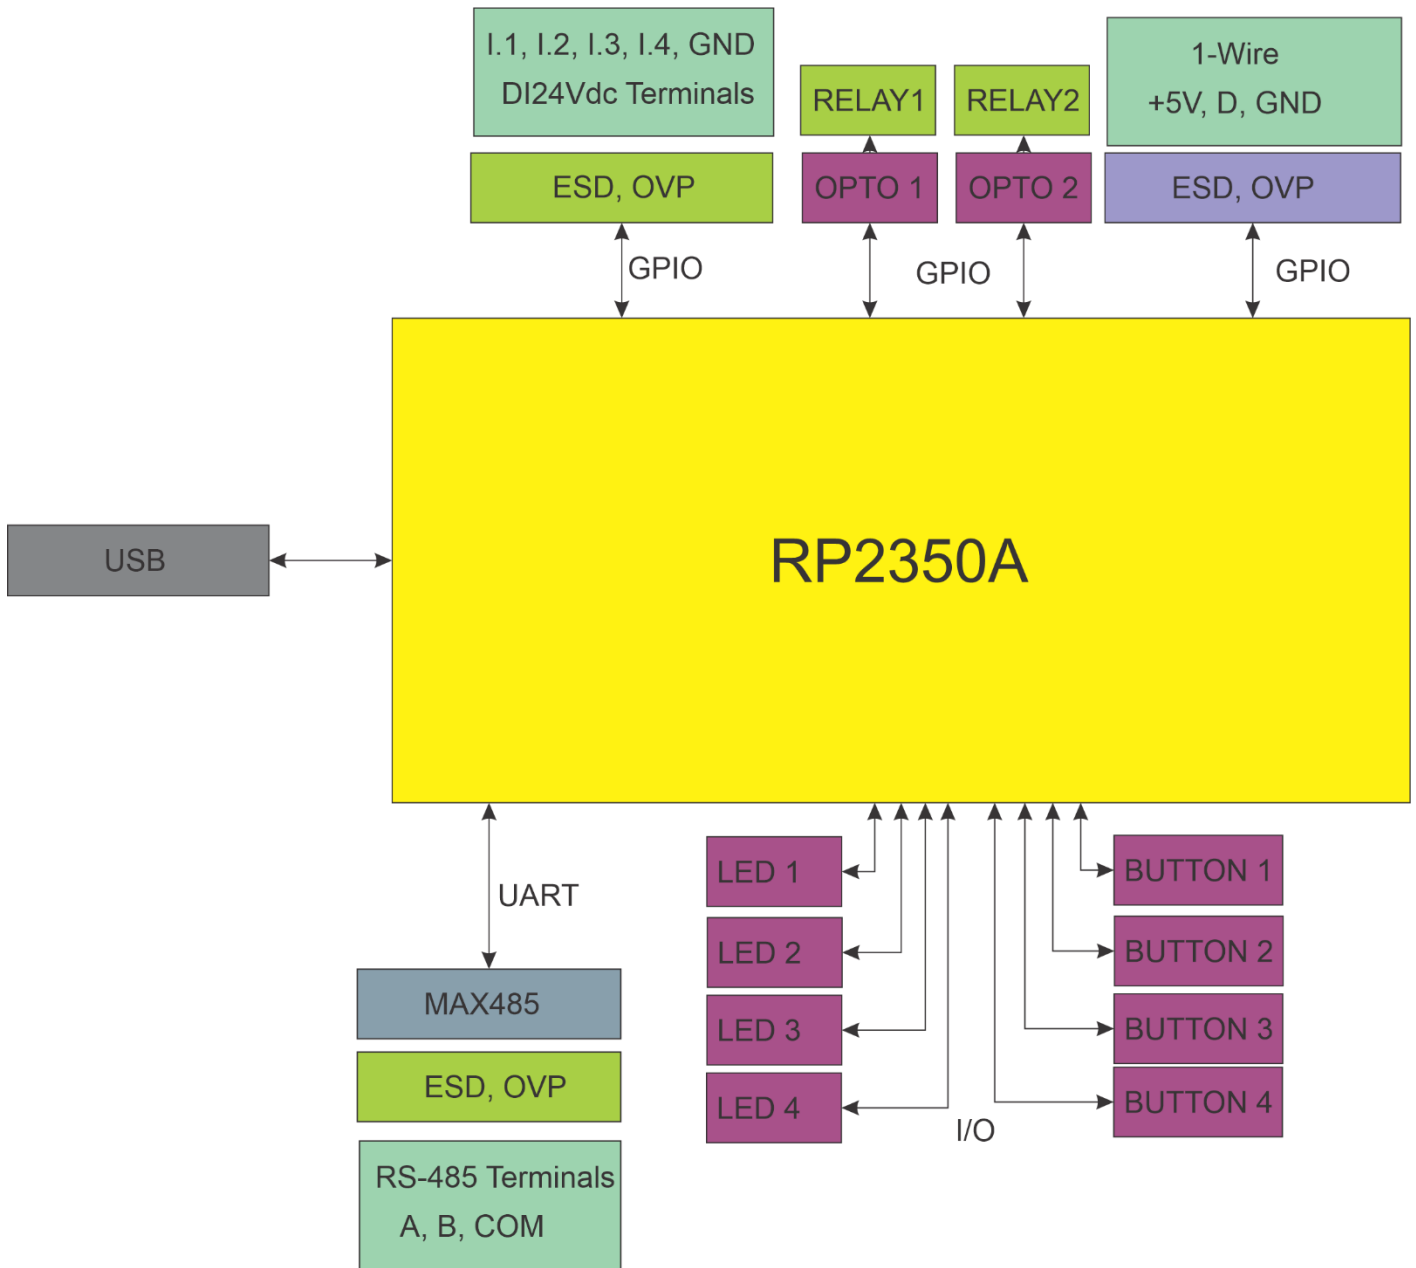 I.1, I.2, I.3, I.4, GND
DI24Vdc Terminals
RELAY1
RELAY2
1-Wire
+5V, D, GND
ESD, OVP
OPTO 1
OPTO 2
ESD, OVP
GPIO
GPIO
GPIO
USB
RP2350A
UART
MAX485
ESD, OVP
RS-485 Terminals
A, B, COM
LED 1
LED 2
LED 3
LED 4
I/O
BUTTON 1
BUTTON 2
BUTTON 3
BUTTON 4